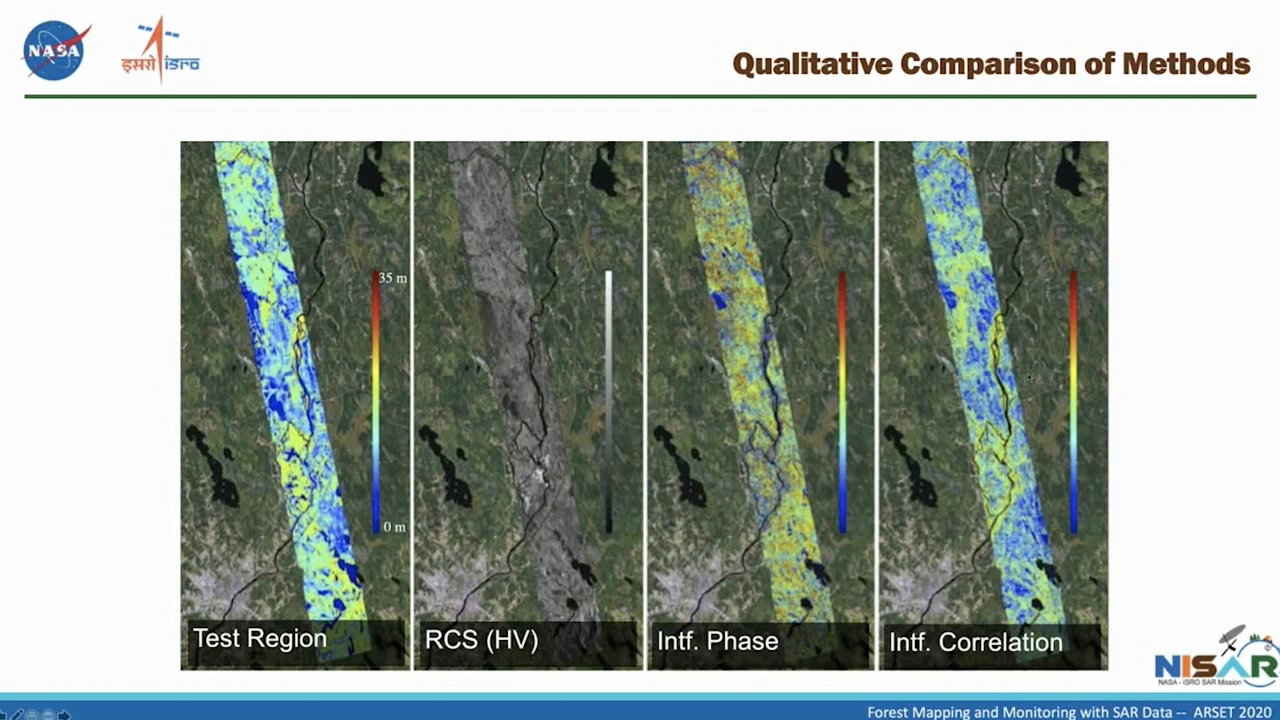 NASA
इसरो isro
Qualitative Comparison of Methods
35 m
0 m
Test Region
RCS (HV)
Intf. Phase
Intf. Correlation
NISAR
NASA - ISRO SAR Mission
Forest Mapping and Monitoring with SAR Data -- ARSET 2020